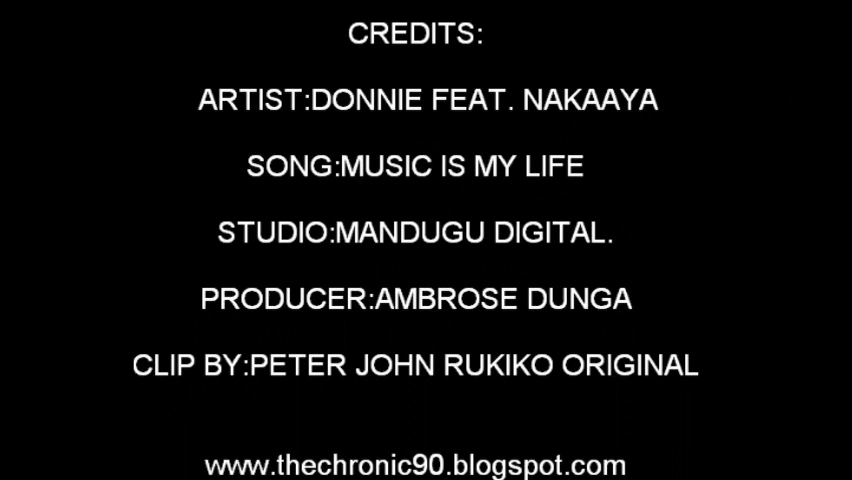 CREDITS:
ARTIST:DONNIE FEAT. NAKAAYA
SONG:MUSIC IS MY LIFE
STUDIO:MANDUGU DIGITAL.
PRODUCER:AMBROSE DUNGA
CLIP BY:PETER JOHN RUKIKO ORIGINAL
www.thechronic90.blogspot.com